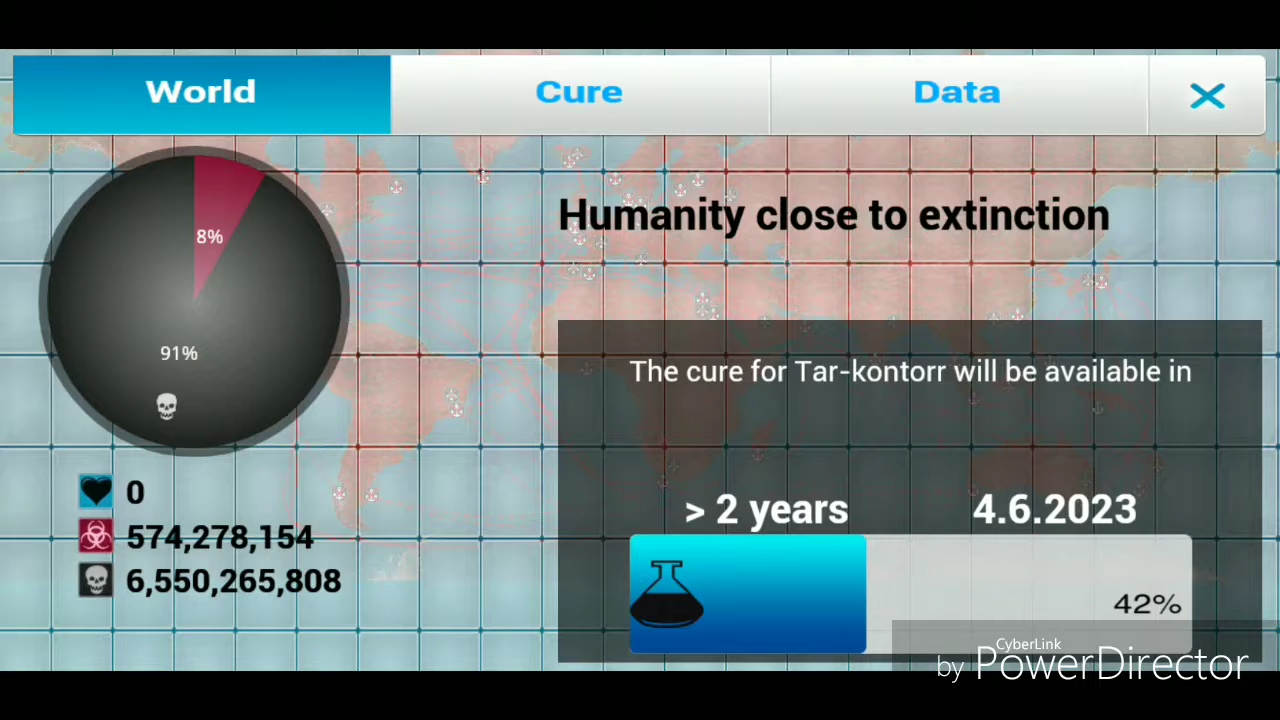 World
Cure
Data
8%
91%
Humanity close to extinction
The cure for Tar-kontorr will be available in
> 2 years
4.6.2023
42%
0
574,278,154
6,550,265,808
CyberLink
by PowerDirector